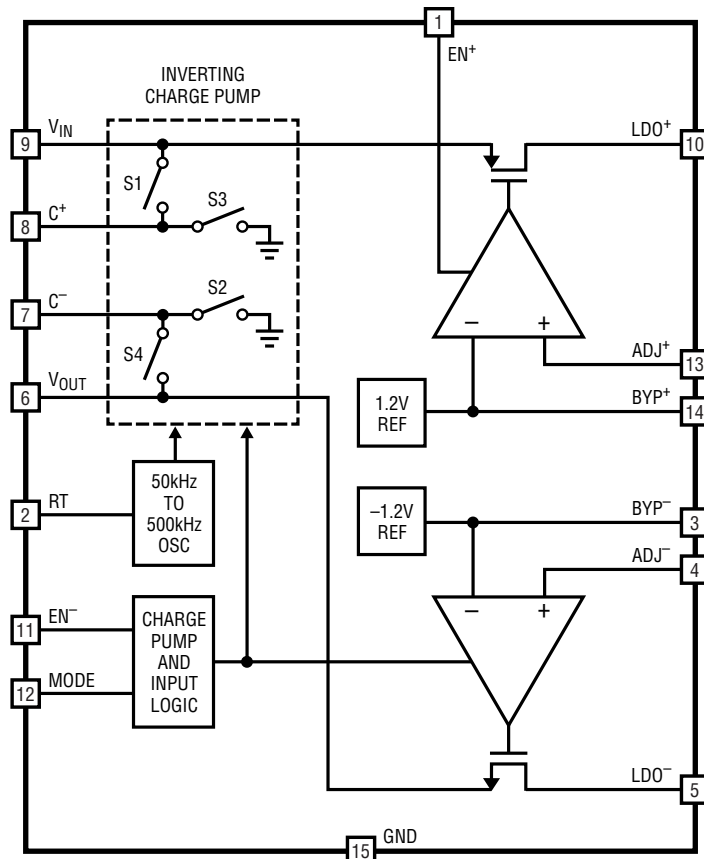 1
EN+
INVERTING
CHARGE PUMP
9
VIN
LDO+
10
S1
S3
8
C+
7
C–
S2
S4
– +
6
VOUT
ADJ+
13
1.2V
REF
BYP+
14
50kHz
TO
500kHz
OSC
2
RT
–1.2V
REF
BYP–
3
ADJ–
4
– +
11
EN–
12
MODE
CHARGE
PUMP
AND
INPUT
LOGIC
LDO–
5
15
GND